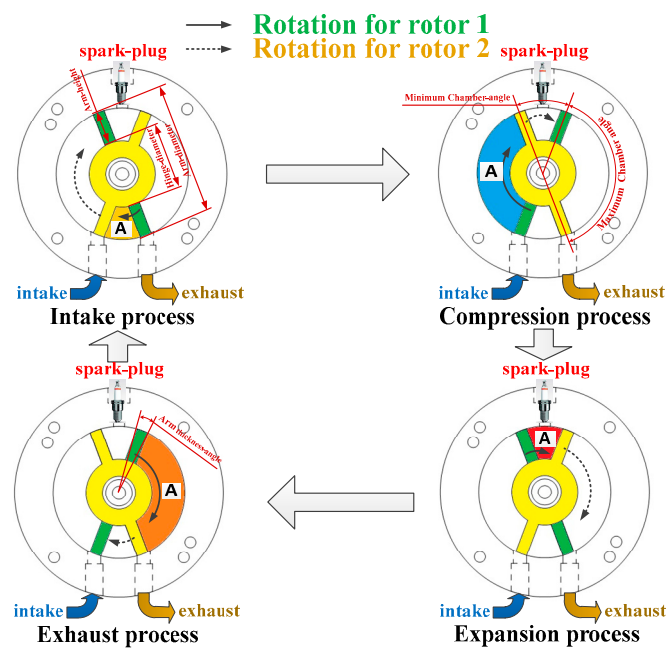 Rotation for rotor 1
Rotation for rotor 2
spark-plug
Arm-height
Arm-diameter
Hinge-diameter
A
intake
exhaust
Intake process
spark-plug
Minimum Chamber-angle
Maximum Chamber angle
A
intake
exhaust
Compression process
spark-plug
Arm thickness-angle
A
intake
exhaust
Exhaust process
spark-plug
A
intake
exhaust
Expansion process